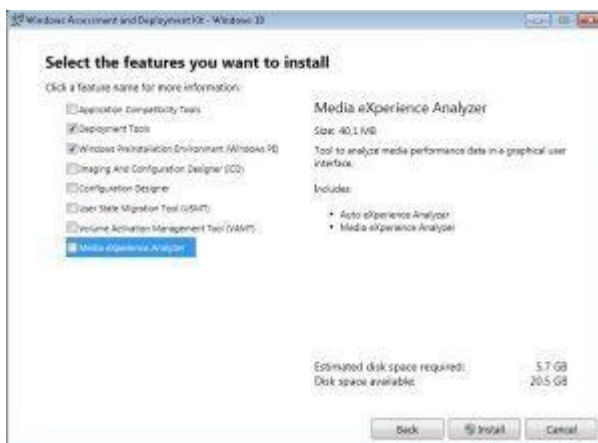 Windows Assessment and Deployment Kit - Windows 10
Select the features you want to install
Click a feature name for more information.
Application Compatibility Tools
Deployment Tools
Windows Preinstallation Environment (Windows PE)
Imaging And Configuration Designer (ICD)
Configuration Designer
User State Migration Tool (USMT)
Volume Activation Management Tool (VAMT)
Media eXperience Analyzer
Media eXperience Analyzer
Size: 40,1 MB
Tool to analyze media performance data in a graphical user
interface.
Includes:
• Auto eXperience Analyzer
• Media eXperience Analyzer
Estimated disk space required: 5.7 GB
Disk space available: 20.5 GB
Back Install Cancel